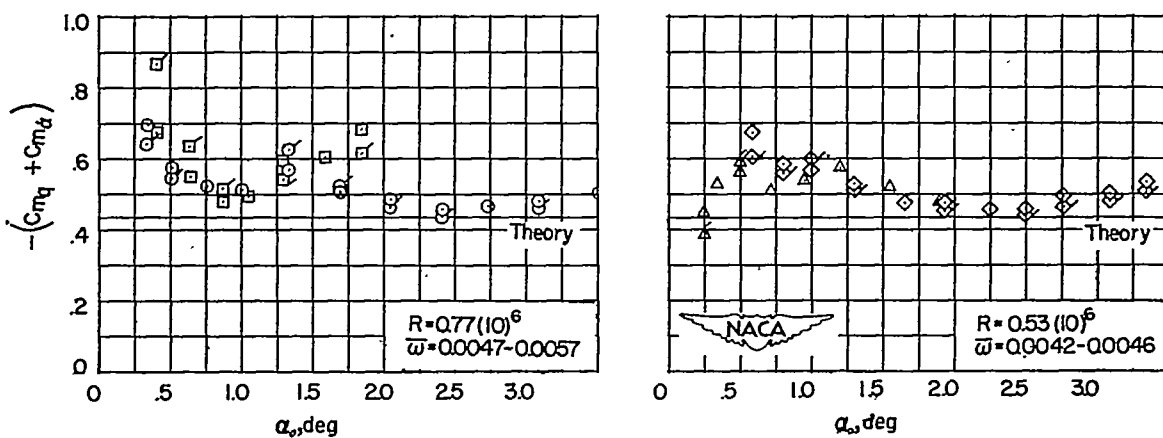 1.0
.8
.6
.4
.2
0
-(Cmq + Cmα̇)
Theory
R=0.77(10)⁶
ω̄=0.0047-0.0057
0 .5 1.0 1.5 2.0 2.5 3.0
α₀,deg
Theory
NACA
R=0.53(10)⁶
ω̄=0.0042-0.0046
0 .5 1.0 1.5 2.0 2.5 3.0
α₀,deg